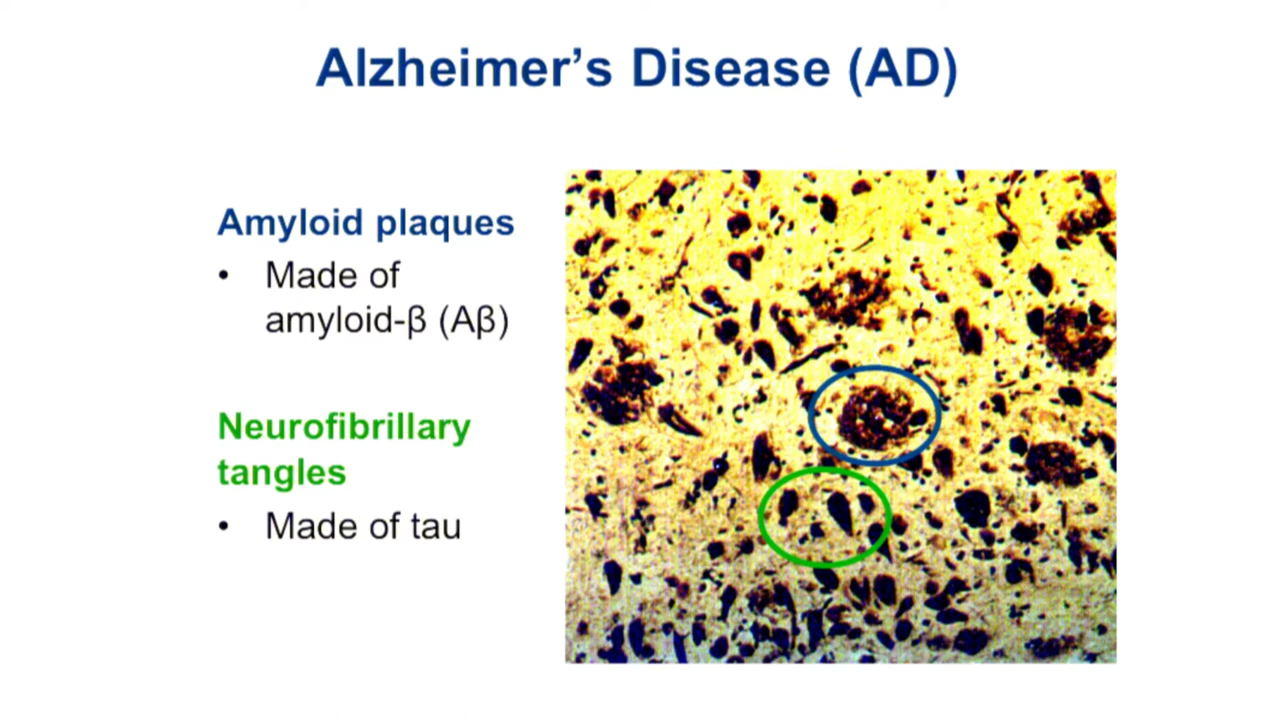 Alzheimer’s Disease (AD)
Amyloid plaques
• Made of
amyloid-β (Aβ)
Neurofibrillary
tangles
• Made of tau